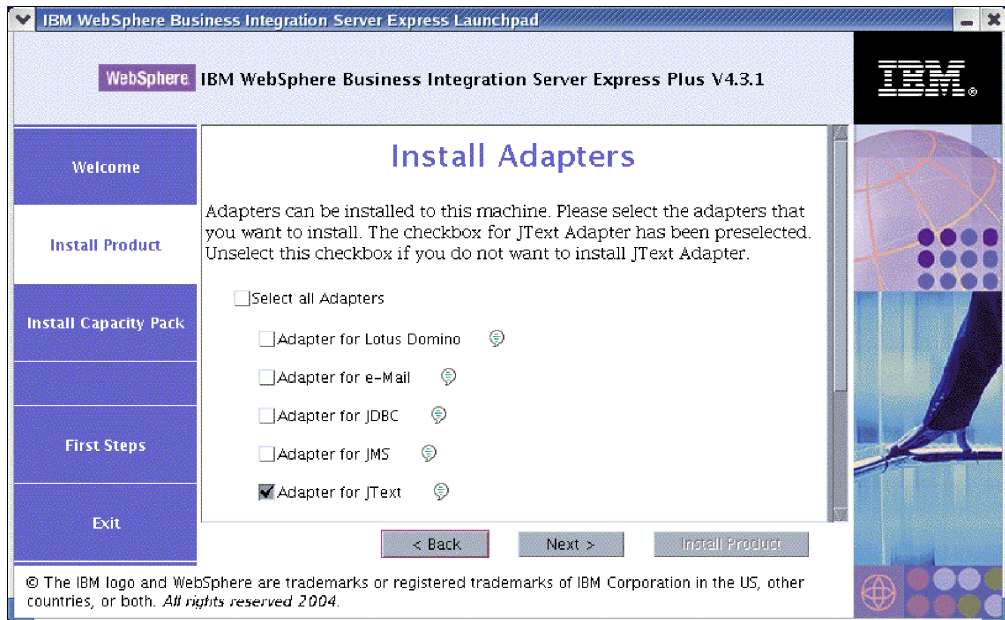 IBM WebSphere Business Integration Server Express Launchpad
WebSphere. IBM WebSphere Business Integration Server Express Plus V4.3.1
IBM®
Welcome
Install Product
Install Capacity Pack
First Steps
Exit
Install Adapters
Adapters can be installed to this machine. Please select the adapters that
you want to install. The checkbox for JText Adapter has been preselected.
Unselect this checkbox if you do not want to install JText Adapter.
Select all Adapters
Adapter for Lotus Domino
Adapter for e-Mail
Adapter for JDBC
Adapter for JMS
Adapter for JText
< Back Next > Install Product
© The IBM logo and WebSphere are trademarks or registered trademarks of IBM Corporation in the US, other
countries, or both. All rights reserved 2004.